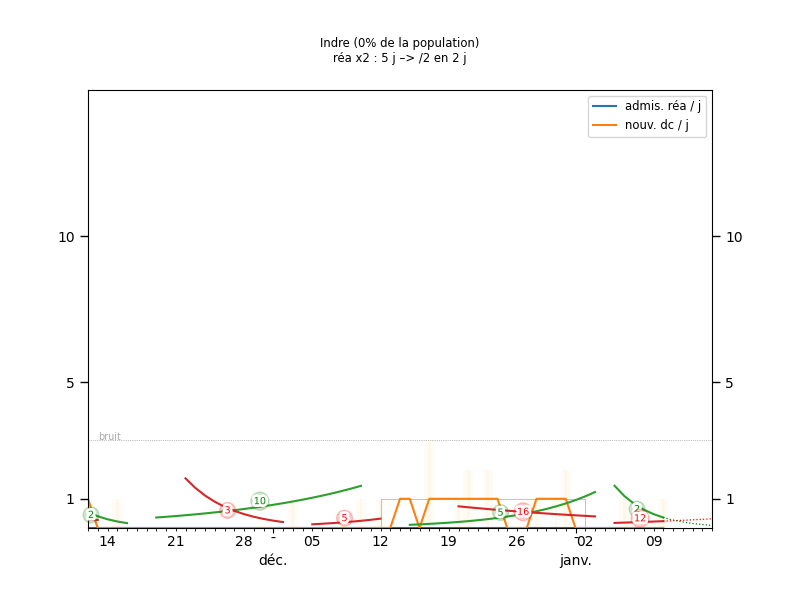 Indre (0% de la population)
réa x2 : 5 j –> /2 en 2 j
admis. réa / j
nouv. dc / j
10 10
5 5
bruit
1 1
2 3 10 5 5 16 2 12
14 21 28 - 05 12 19 26 -02 09
déc. janv.